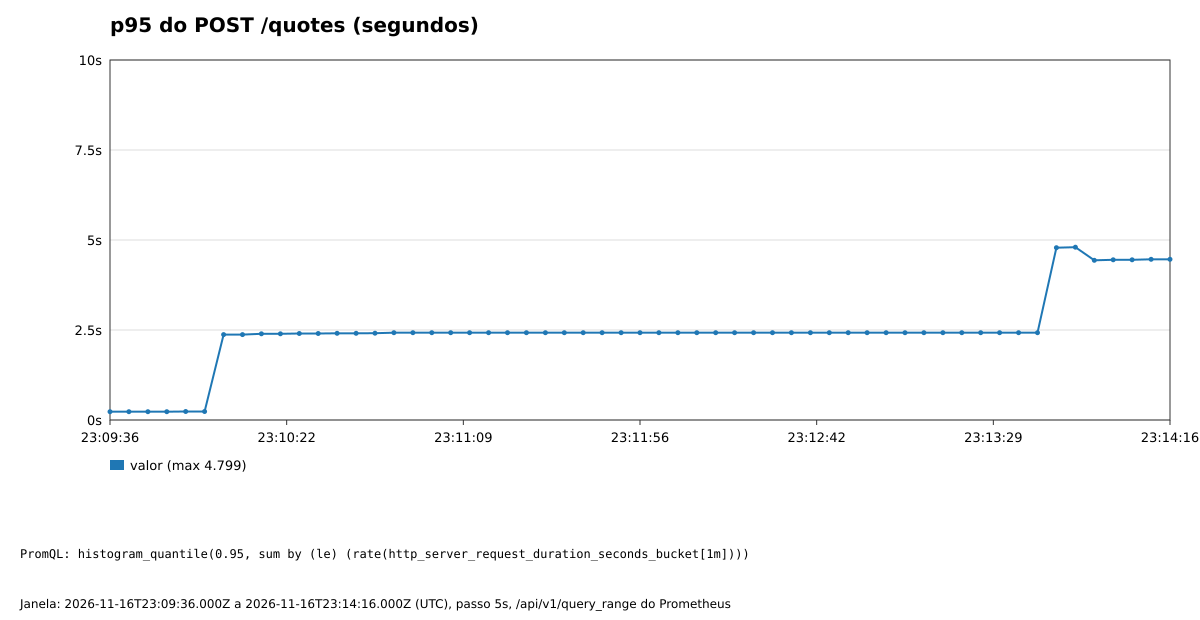 p95 do POST /quotes (segundos)
10s
7.5s
5s
2.5s
0s
23:09:36 23:10:22 23:11:09 23:11:56 23:12:42 23:13:29 23:14:16
valor (max 4.799)
PromQL: histogram_quantile(0.95, sum by (le) (rate(http_server_request_duration_seconds_bucket[1m])))
Janela: 2026-11-16T23:09:36.000Z a 2026-11-16T23:14:16.000Z (UTC), passo 5s, /api/v1/query_range do Prometheus